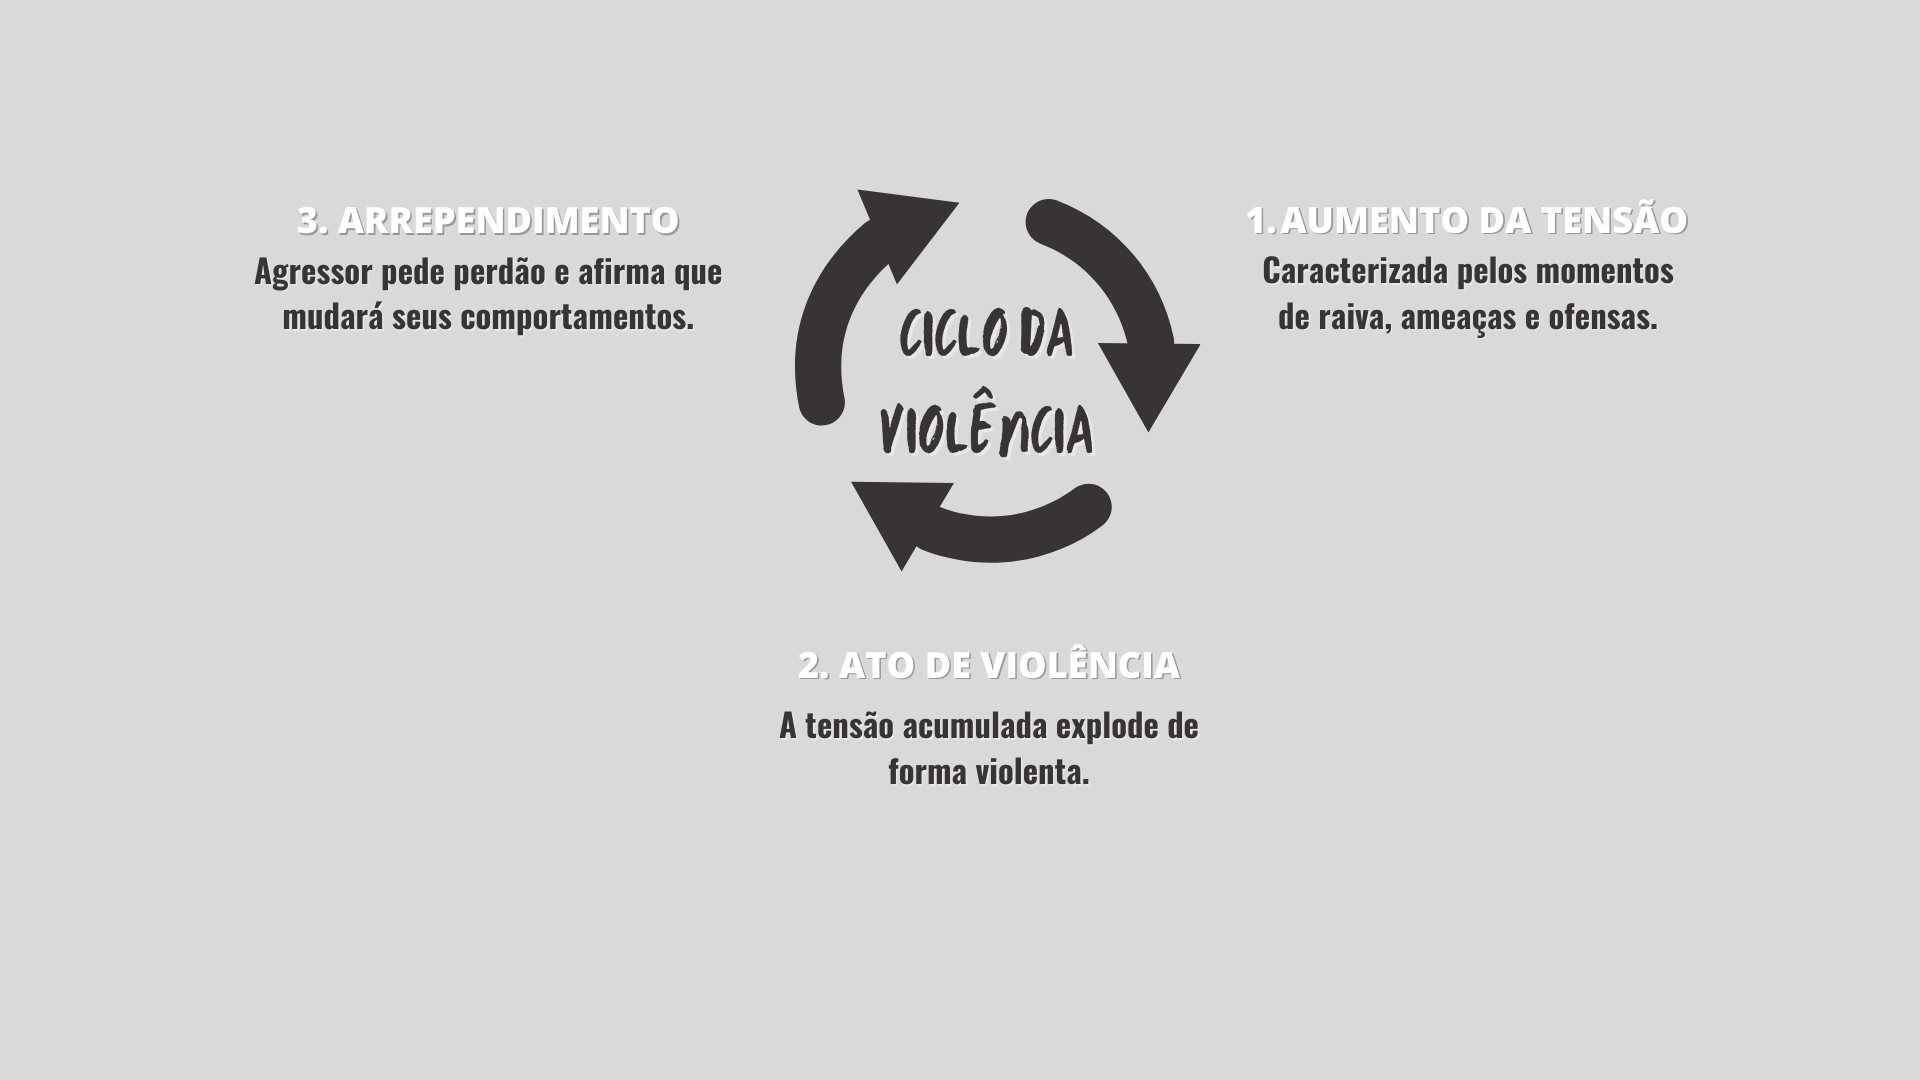 3. ARREPENDIMENTO
Agressor pede perdão e afirma que
mudará seus comportamentos.
CICLO DA
VIOLÊNCIA
1. AUMENTO DA TENSÃO
Caracterizada pelos momentos
de raiva, ameaças e ofensas.
2. ATO DE VIOLÊNCIA
A tensão acumulada explode de
forma violenta.